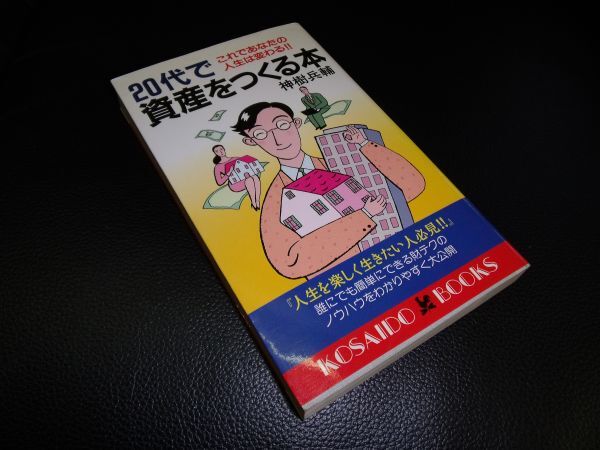 これであなたの
人生は変わる!!
20代で
資産をつくる本
神樹兵輔
『人生を楽しく生きたい人必見!!』
誰にでも簡単にできる財テクの
ノウハウをわかりやすく大公開
KOSAIDO BOOKS